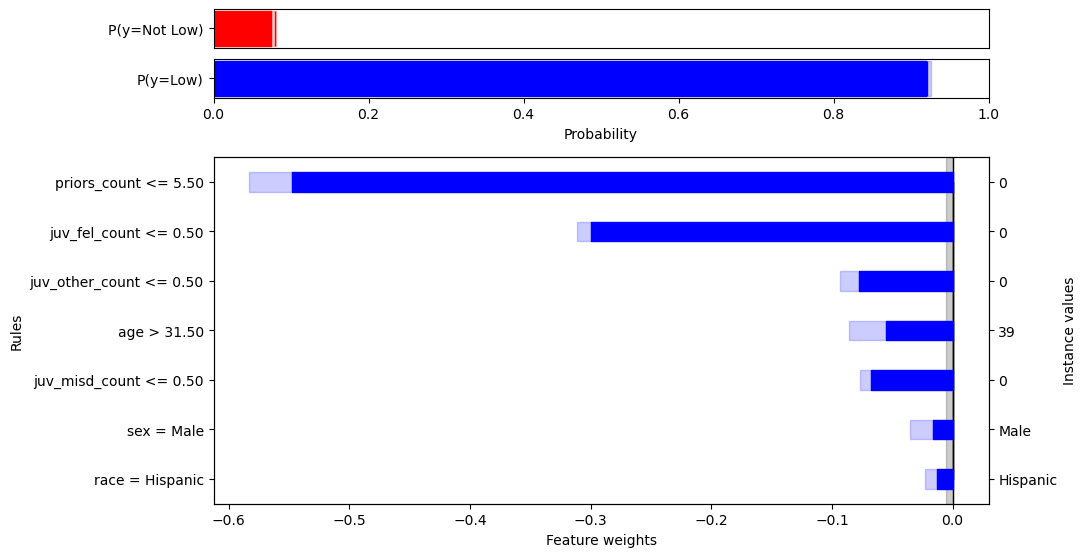 P(y=Not Low)
P(y=Low)
0.0 0.2 0.4 0.6 0.8 1.0
Probability
priors_count <= 5.50 0
juv_fel_count <= 0.50 0
juv_other_count <= 0.50 0
age > 31.50 39
juv_misd_count <= 0.50 0
sex = Male Male
race = Hispanic Hispanic
Rules
Instance values
−0.6 −0.5 −0.4 −0.3 −0.2 −0.1 0.0
Feature weights